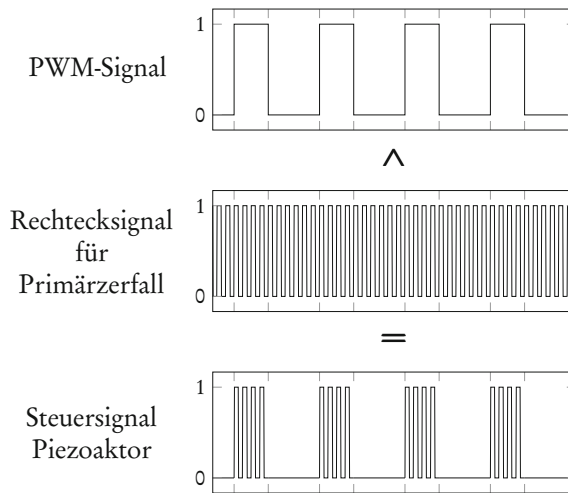 1
PWM-Signal
0
∧
1
Rechtecksignal
für
Primärzerfall
0
=
1
Steuersignal
Piezoaktor
0